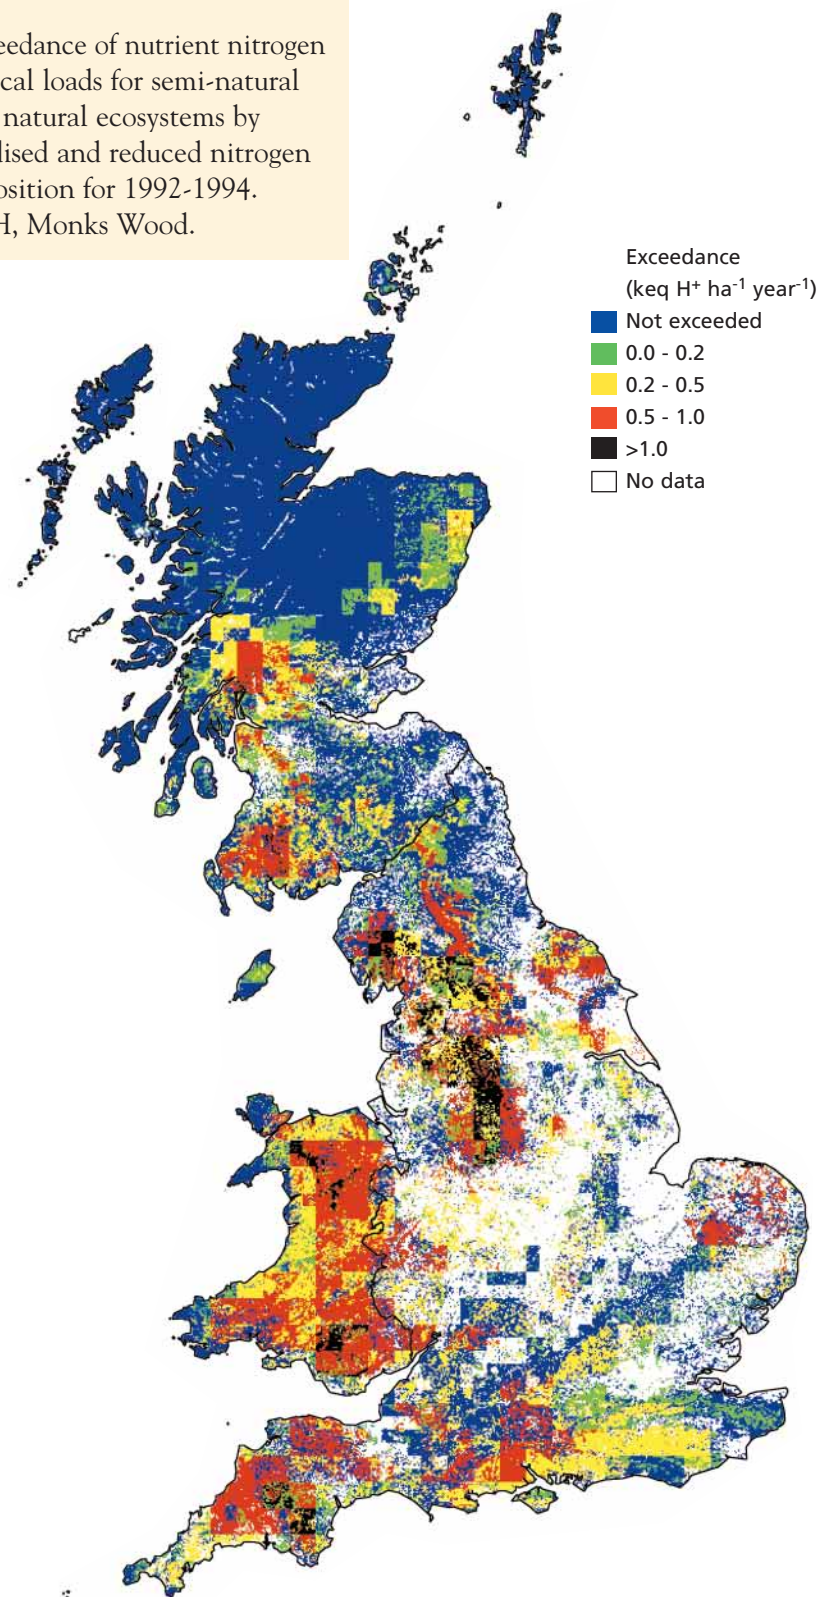 eedance of nutrient nitrogen
cal loads for semi-natural
natural ecosystems by
lised and reduced nitrogen
osition for 1992-1994.
H, Monks Wood.
Exceedance
(keq H⁺ ha⁻¹ year⁻¹)
Not exceeded
0.0 - 0.2
0.2 - 0.5
0.5 - 1.0
>1.0
No data